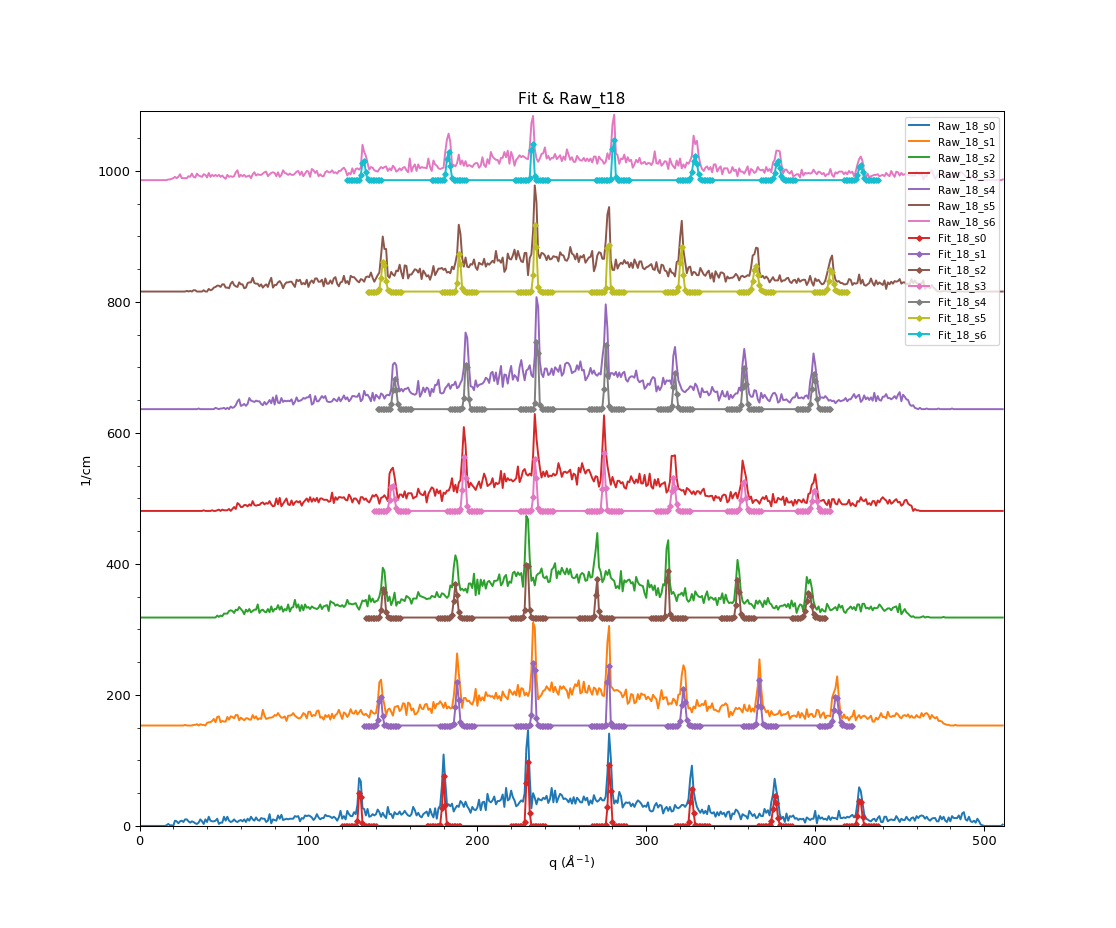 Fit & Raw_t18
1/cm
1000
800
600
400
200
0
0 100 200 300 400 500
q (Å⁻¹)
Raw_18_s0
Raw_18_s1
Raw_18_s2
Raw_18_s3
Raw_18_s4
Raw_18_s5
Raw_18_s6
Fit_18_s0
Fit_18_s1
Fit_18_s2
Fit_18_s3
Fit_18_s4
Fit_18_s5
Fit_18_s6